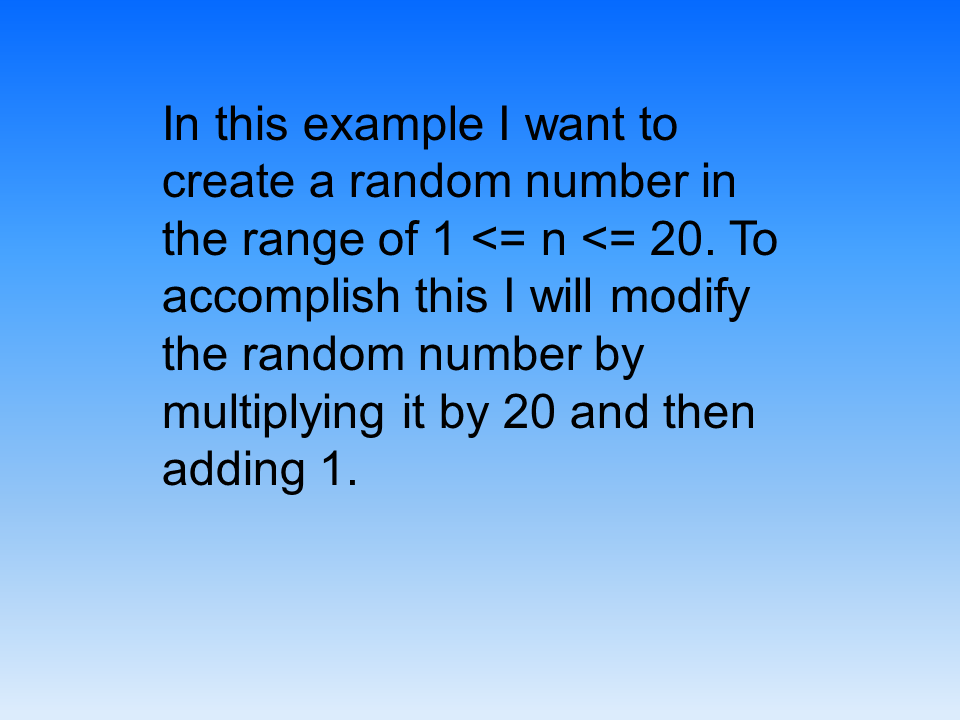 In this example I want to
create a random number in
the range of 1 <= n <= 20. To
accomplish this I will modify
the random number by
multiplying it by 20 and then
adding 1.